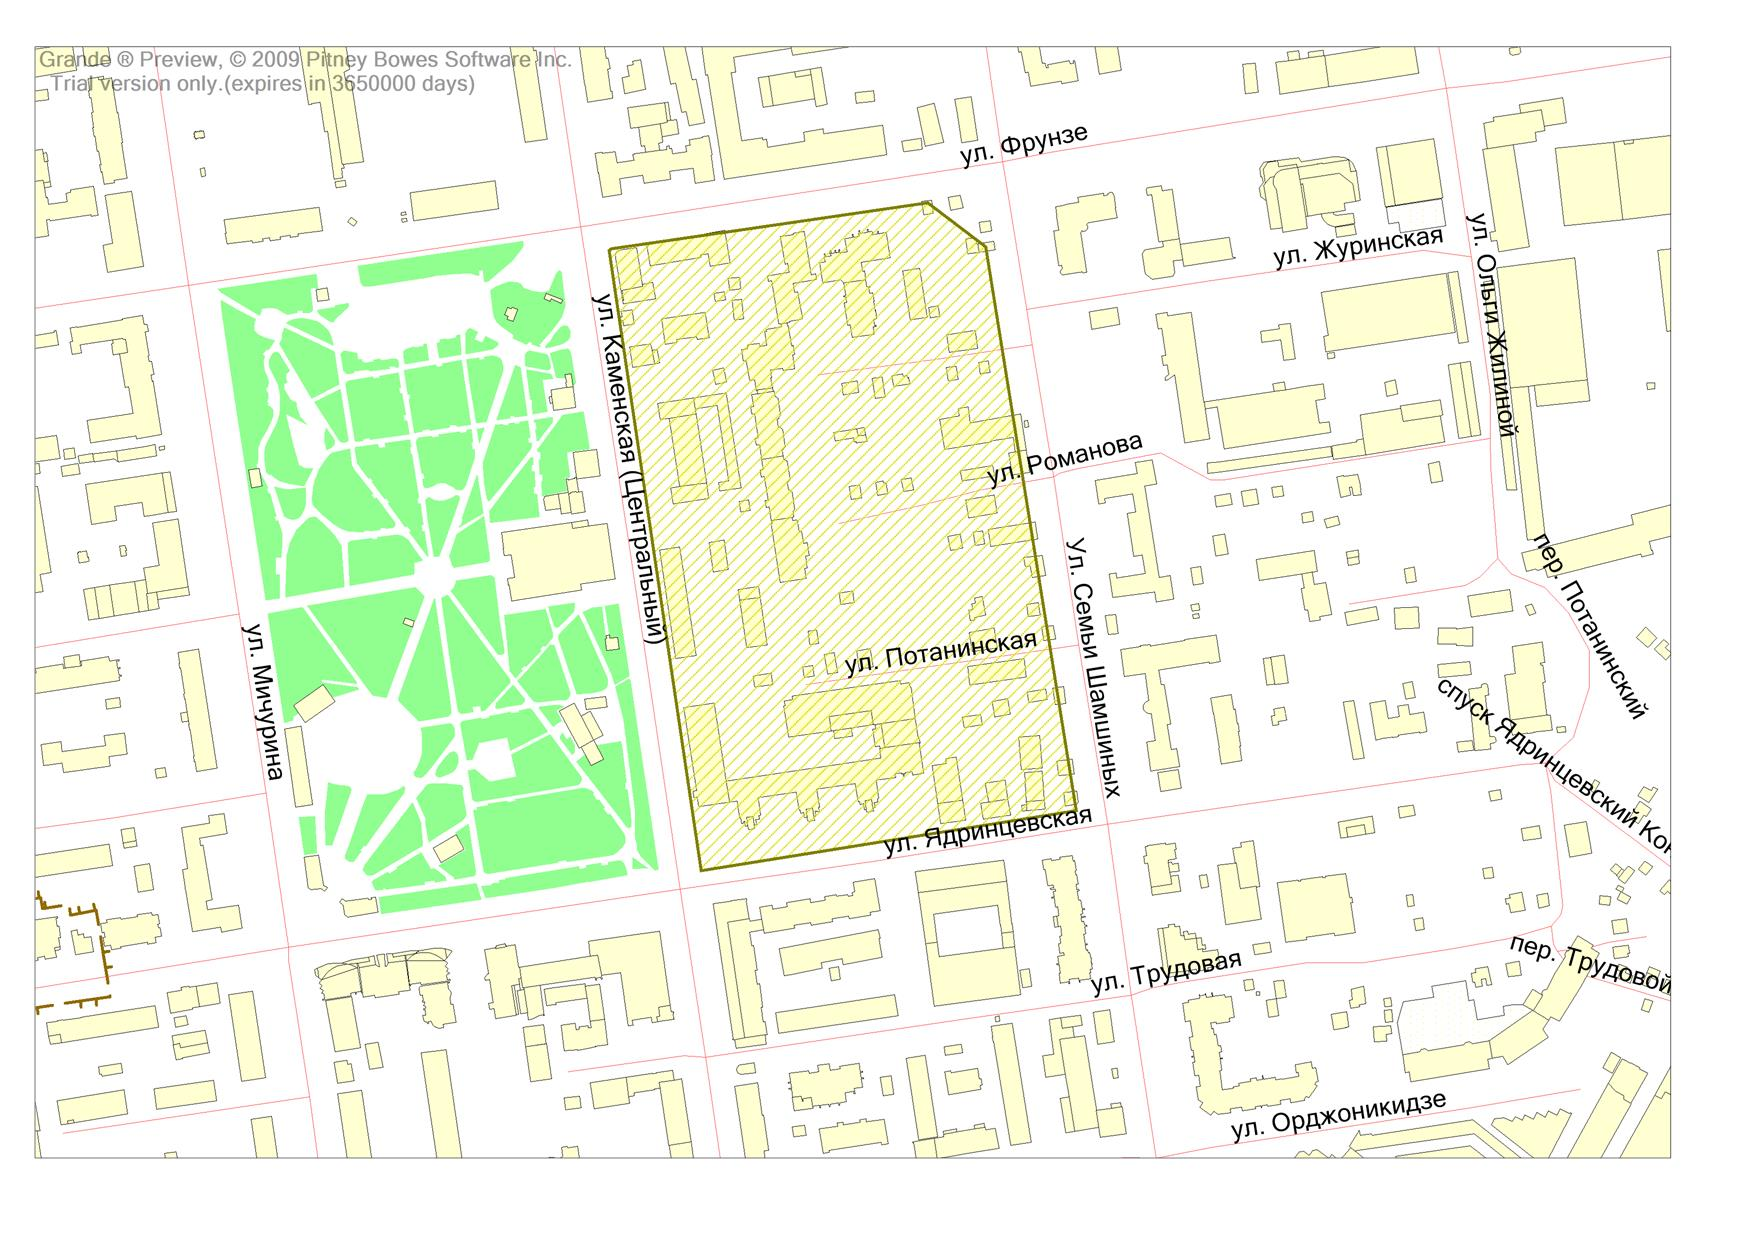 Grande ® Preview, © 2009 Pitney Bowes Software Inc.
Trial version only.(expires in 3650000 days)
ул. Фрунзе
ул. Журинская
ул. Ольги Жилиной
ул. Каменская (Центральный)
ул. Романова
Ул. Семьи Шамшиных
пер. Потанинский
ул. Мичурина
ул. Потанинская
спуск Ядринцевский Кон
ул. Ядринцевская
ул. Трудовая
пер. Трудовой
ул. Орджоникидзе